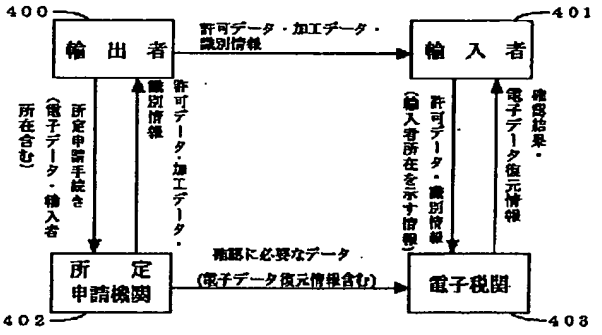 400
輸出者
許可データ・加工データ・
識別情報
401
輸入者
所定申請手続き
(電子データ・輸入者
所在含む)
許可データ・加工データ・
識別情報
許可データ・識別情報
(輸入者所在を示す情報)
確認結果・
電子データ復元情報
所定
申請機関
402
確認に必要なデータ
(電子データ復元情報含む)
電子税関
403